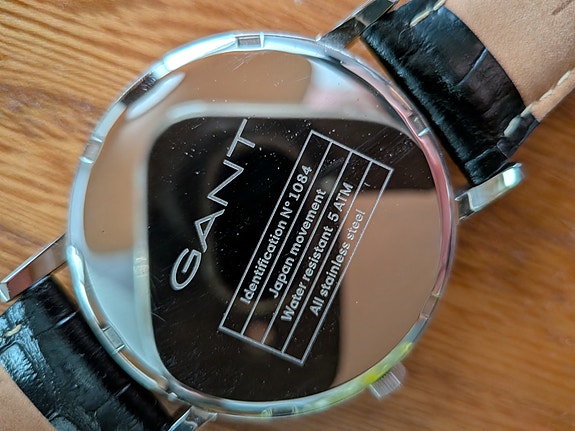 GANT
Identification N° 1084
Japan movement
Water resistant 5 ATM
All stainless steel